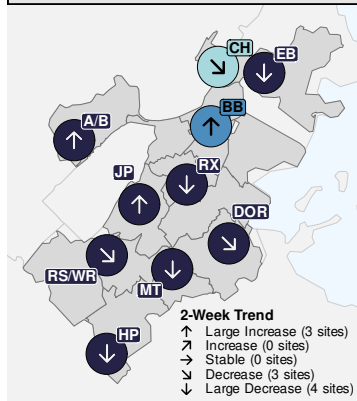 CH
EB
BB
A/B
RX
JP
DOR
RS/WR
MT
HP
2-Week Trend
↑ Large Increase (3 sites)
↗ Increase (0 sites)
→ Stable (0 sites)
↘ Decrease (3 sites)
↓ Large Decrease (4 sites)